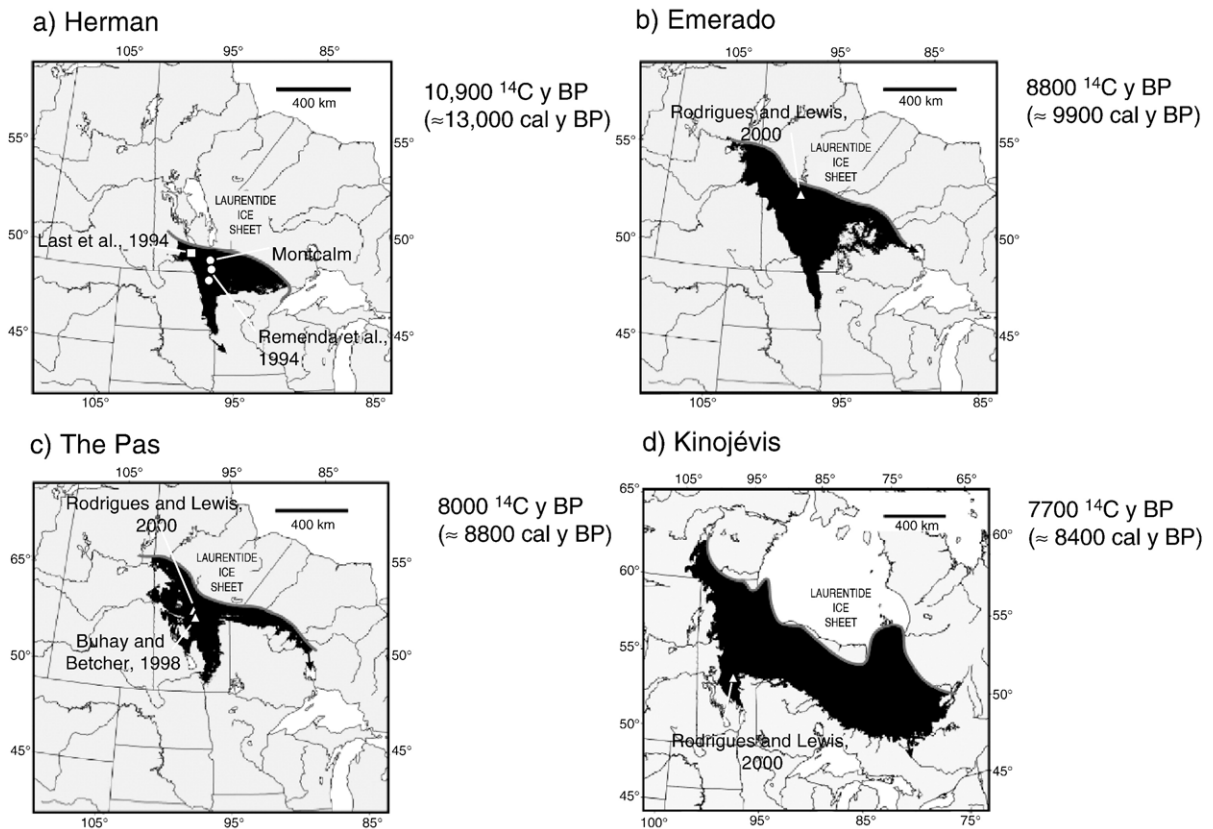 a) Herman
105° 95° 85°
400 km
10,900 ¹⁴C y BP
(≈13,000 cal y BP)
55° 55°
LAURENTIDE
ICE
SHEET
50° 50°
Last et al., 1994
Montcalm
45° 45°
Remenda et al.,
1994
105° 95° 85°
b) Emerado
105° 95° 85°
400 km
8800 ¹⁴C y BP
(≈ 9900 cal y BP)
Rodrigues and Lewis,
2000
55° 55°
LAURENTIDE
ICE
SHEET
50° 50°
45° 45°
105° 95° 85°
c) The Pas
105° 95° 85°
Rodrigues and Lewis,
2000
400 km
8000 ¹⁴C y BP
(≈ 8800 cal y BP)
65° 55°
LAURENTIDE
ICE
SHEET
Buhay and
Betcher, 1998
50° 50°
45° 45°
105° 95° 85°
d) Kinojévis
105° 95° 85° 75° 65°
65°
400 km
7700 ¹⁴C y BP
(≈ 8400 cal y BP)
60° 60°
LAURENTIDE
ICE
SHEET
55° 55°
50° 50°
Rodrigues and Lewis,
2000
45° 45°
100° 95° 85° 75°